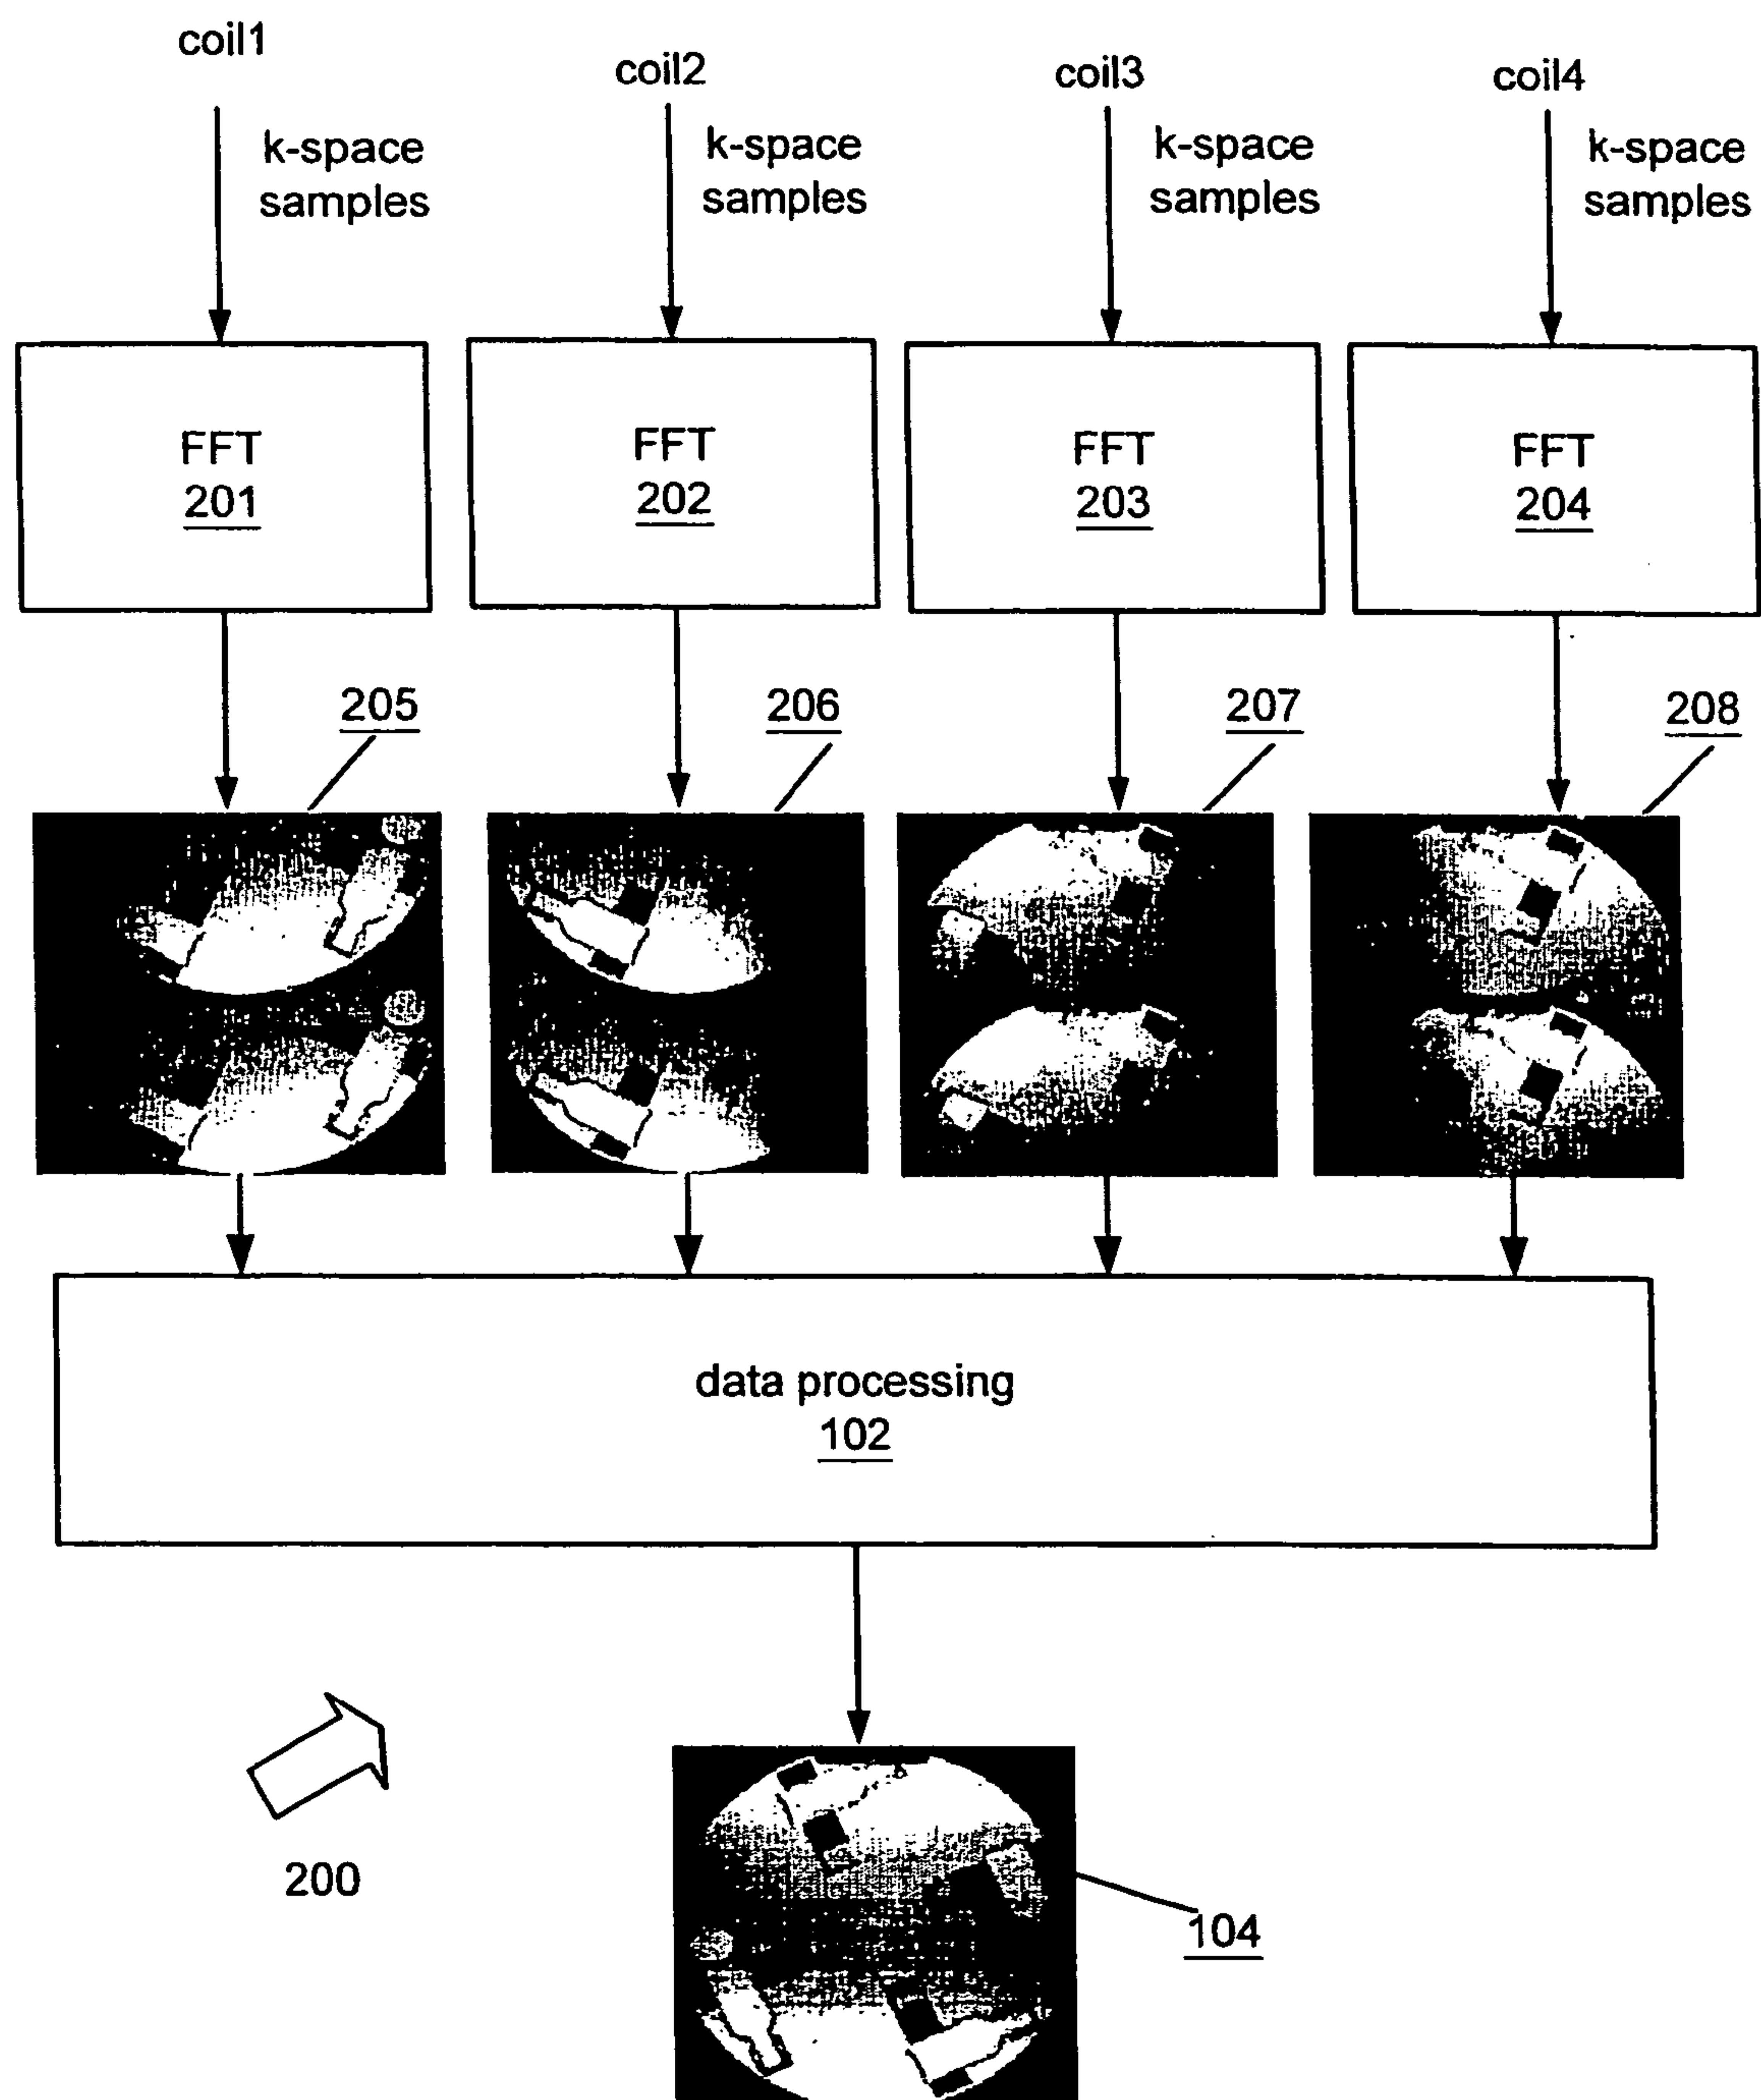 coil1
coil2
coil3
coil4
k-space
samples
k-space
samples
k-space
samples
k-space
samples
FFT
201
FFT
202
FFT
203
FFT
204
205
206
207
208
data processing
102
200
104